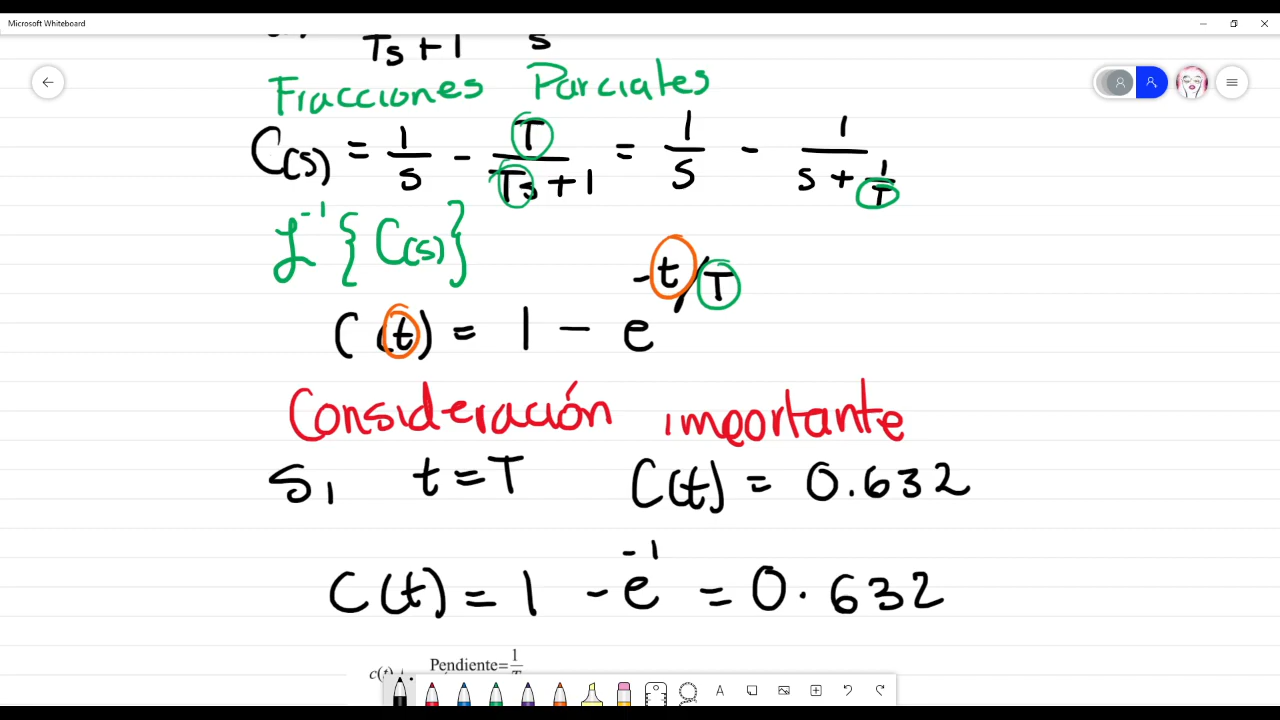 Microsoft Whiteboard
Ts+1 s
Fracciones Parciales
C(s) = 1/s - T/(Ts+1) = 1/s - 1/(s + 1/T)
ℒ⁻¹ { C(s) }
C(t) = 1 - e^(-t/T)
Consideración importante
Si t=T C(t) = 0.632
C(t) = 1 - e⁻¹ = 0.632
c(t) Pendiente=1/T